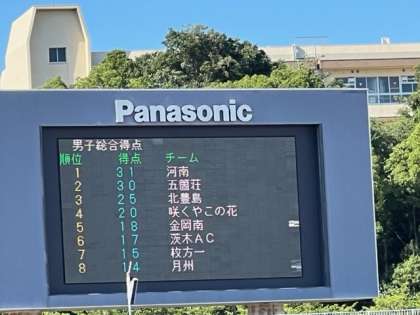 Panasonic
男子総合得点
順位 得点 チーム
1 31 河南
2 30 五箇荘
3 25 北豊島
4 20 咲くやこの花
5 18 金岡南
6 17 茨木AC
7 15 枚方一
8 14 月州